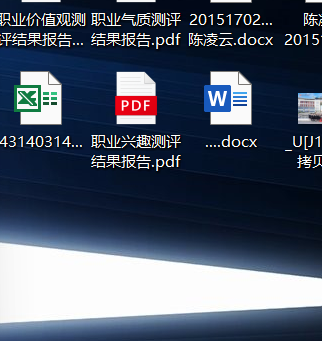 职业价值观测
评结果报告...
职业气质测评
结果报告.pdf
20151702...
陈凌云.docx
陈凌
20151
43140314...
PDF
职业兴趣测评
结果报告.pdf
....docx
_U[J1
拷贝